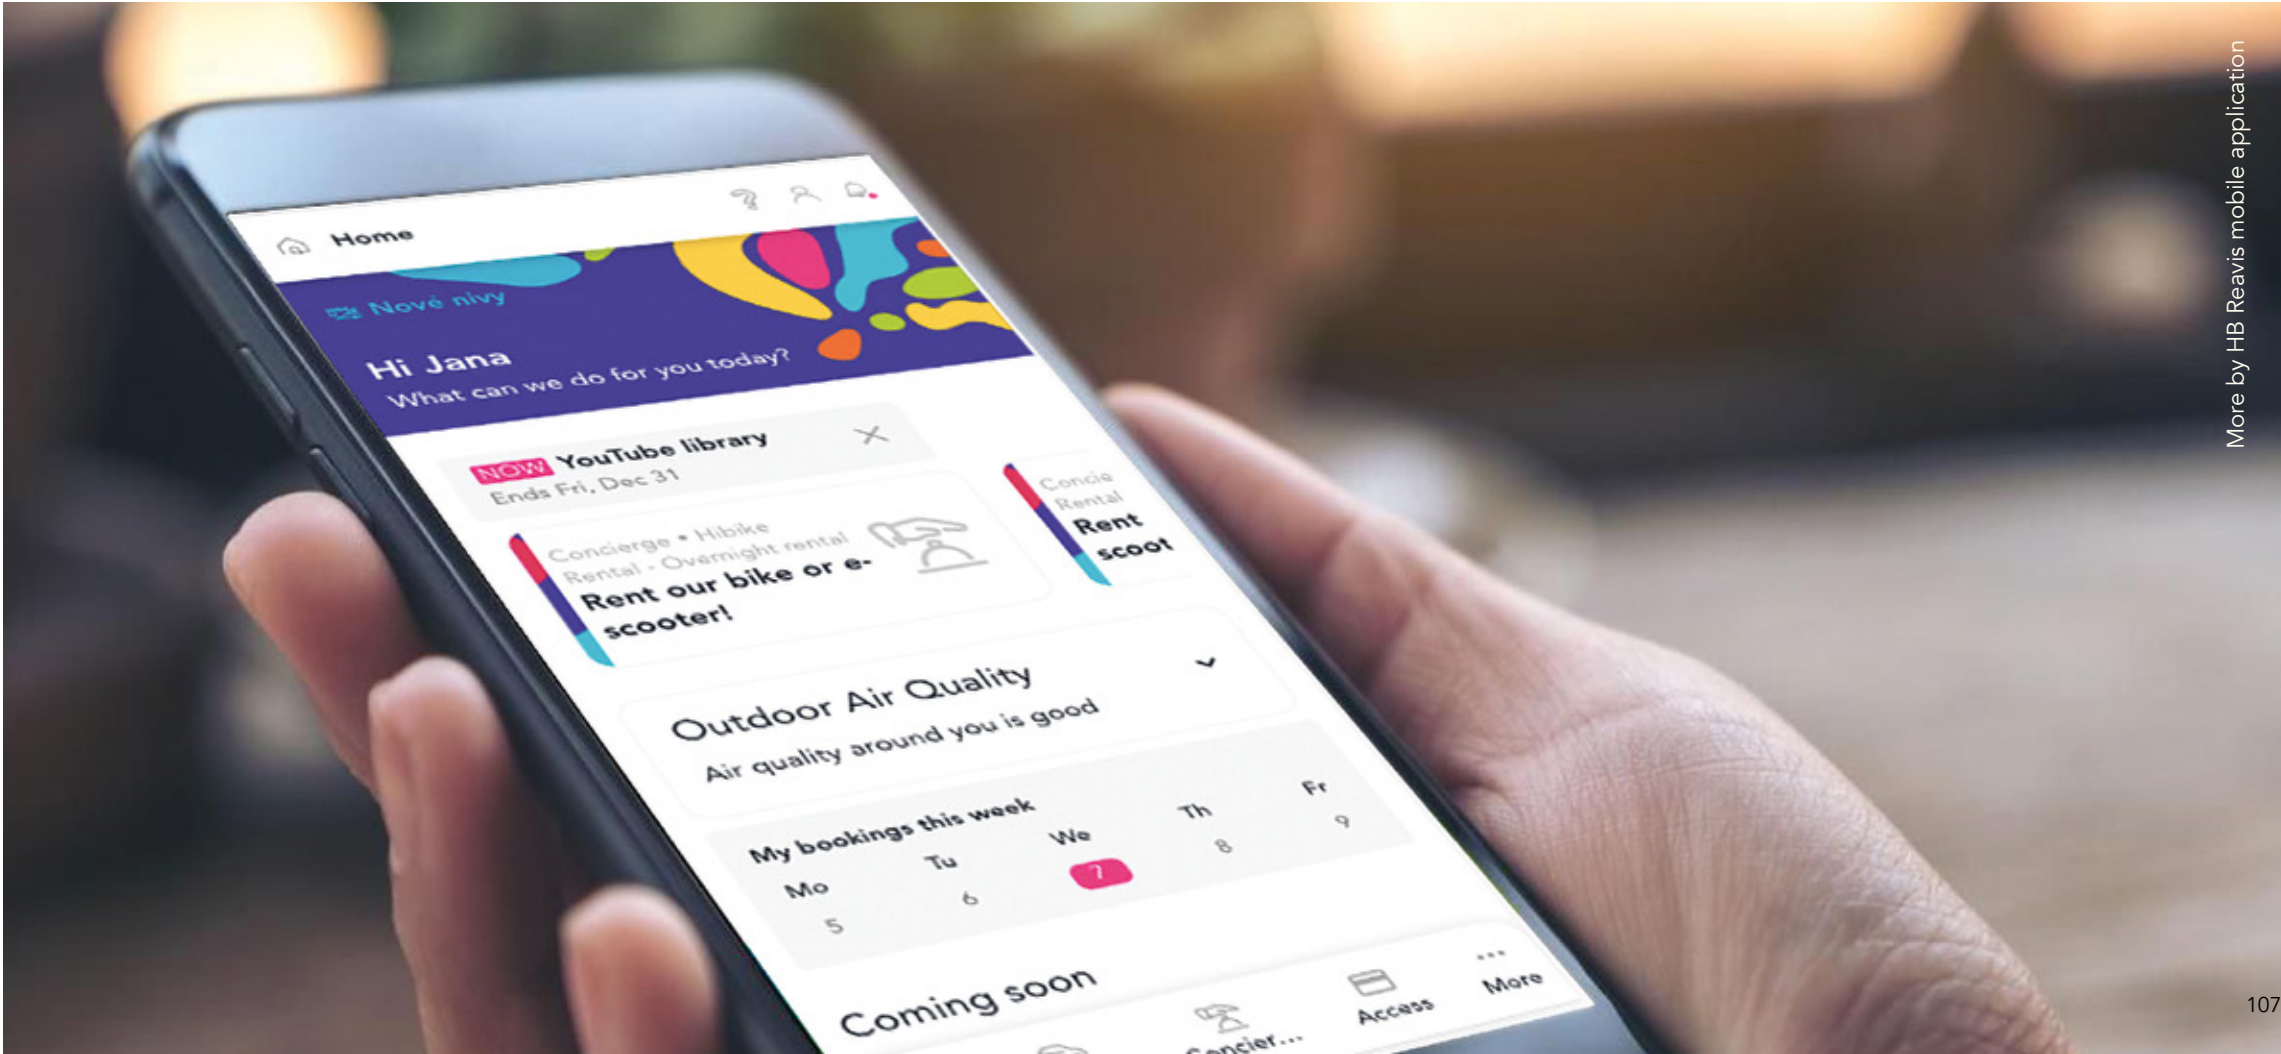 Home
Nové nivy
Hi Jana
What can we do for you today?
NOW YouTube library
Ends Fri, Dec 31
Concierge • Hibike
Rental - Overnight rental
Rent our bike or e-
scooter!
Concie
Rental
Rent
scoot
Outdoor Air Quality
Air quality around you is good
My bookings this week
Mo Tu We Th Fr
5 6 7 8 9
Coming soon
Concier...
Access
More
More by HB Reavis mobile application
107